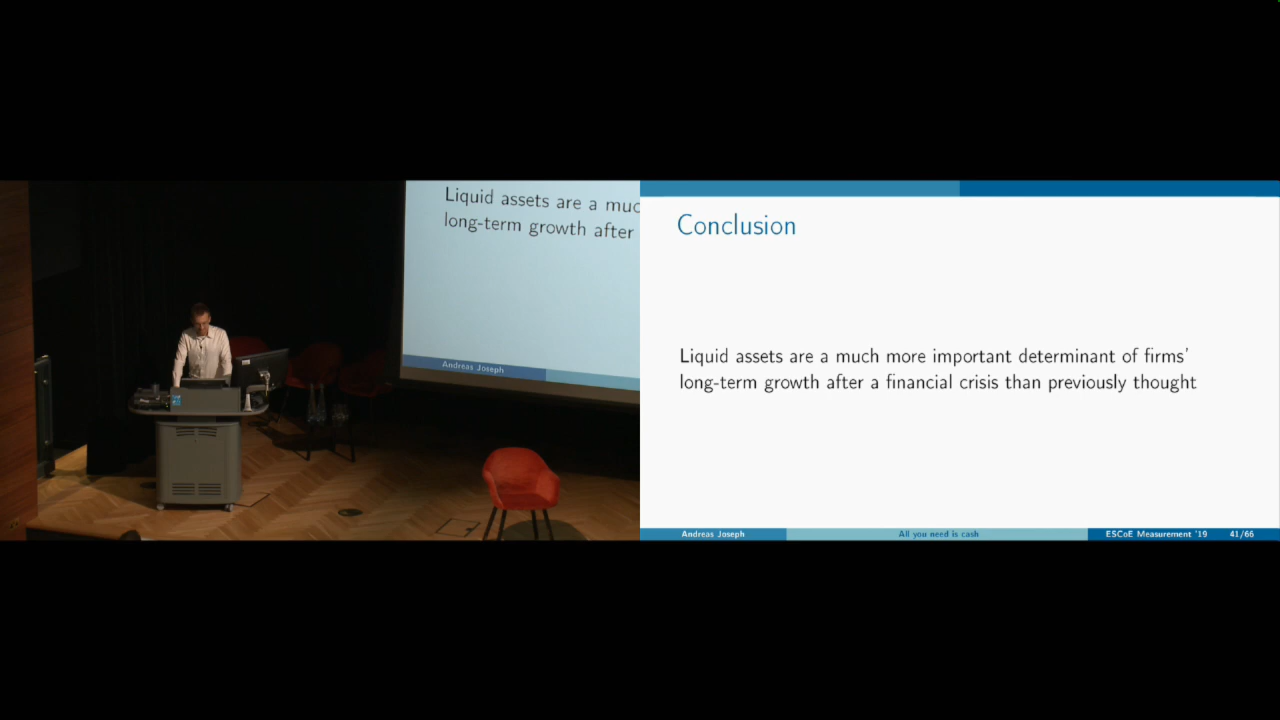 Liquid assets are a muc
long-term growth after
Andreas Joseph
Conclusion
Liquid assets are a much more important determinant of firms'
long-term growth after a financial crisis than previously thought
Andreas Joseph
All you need is cash
ESCoE Measurement '19
41/66